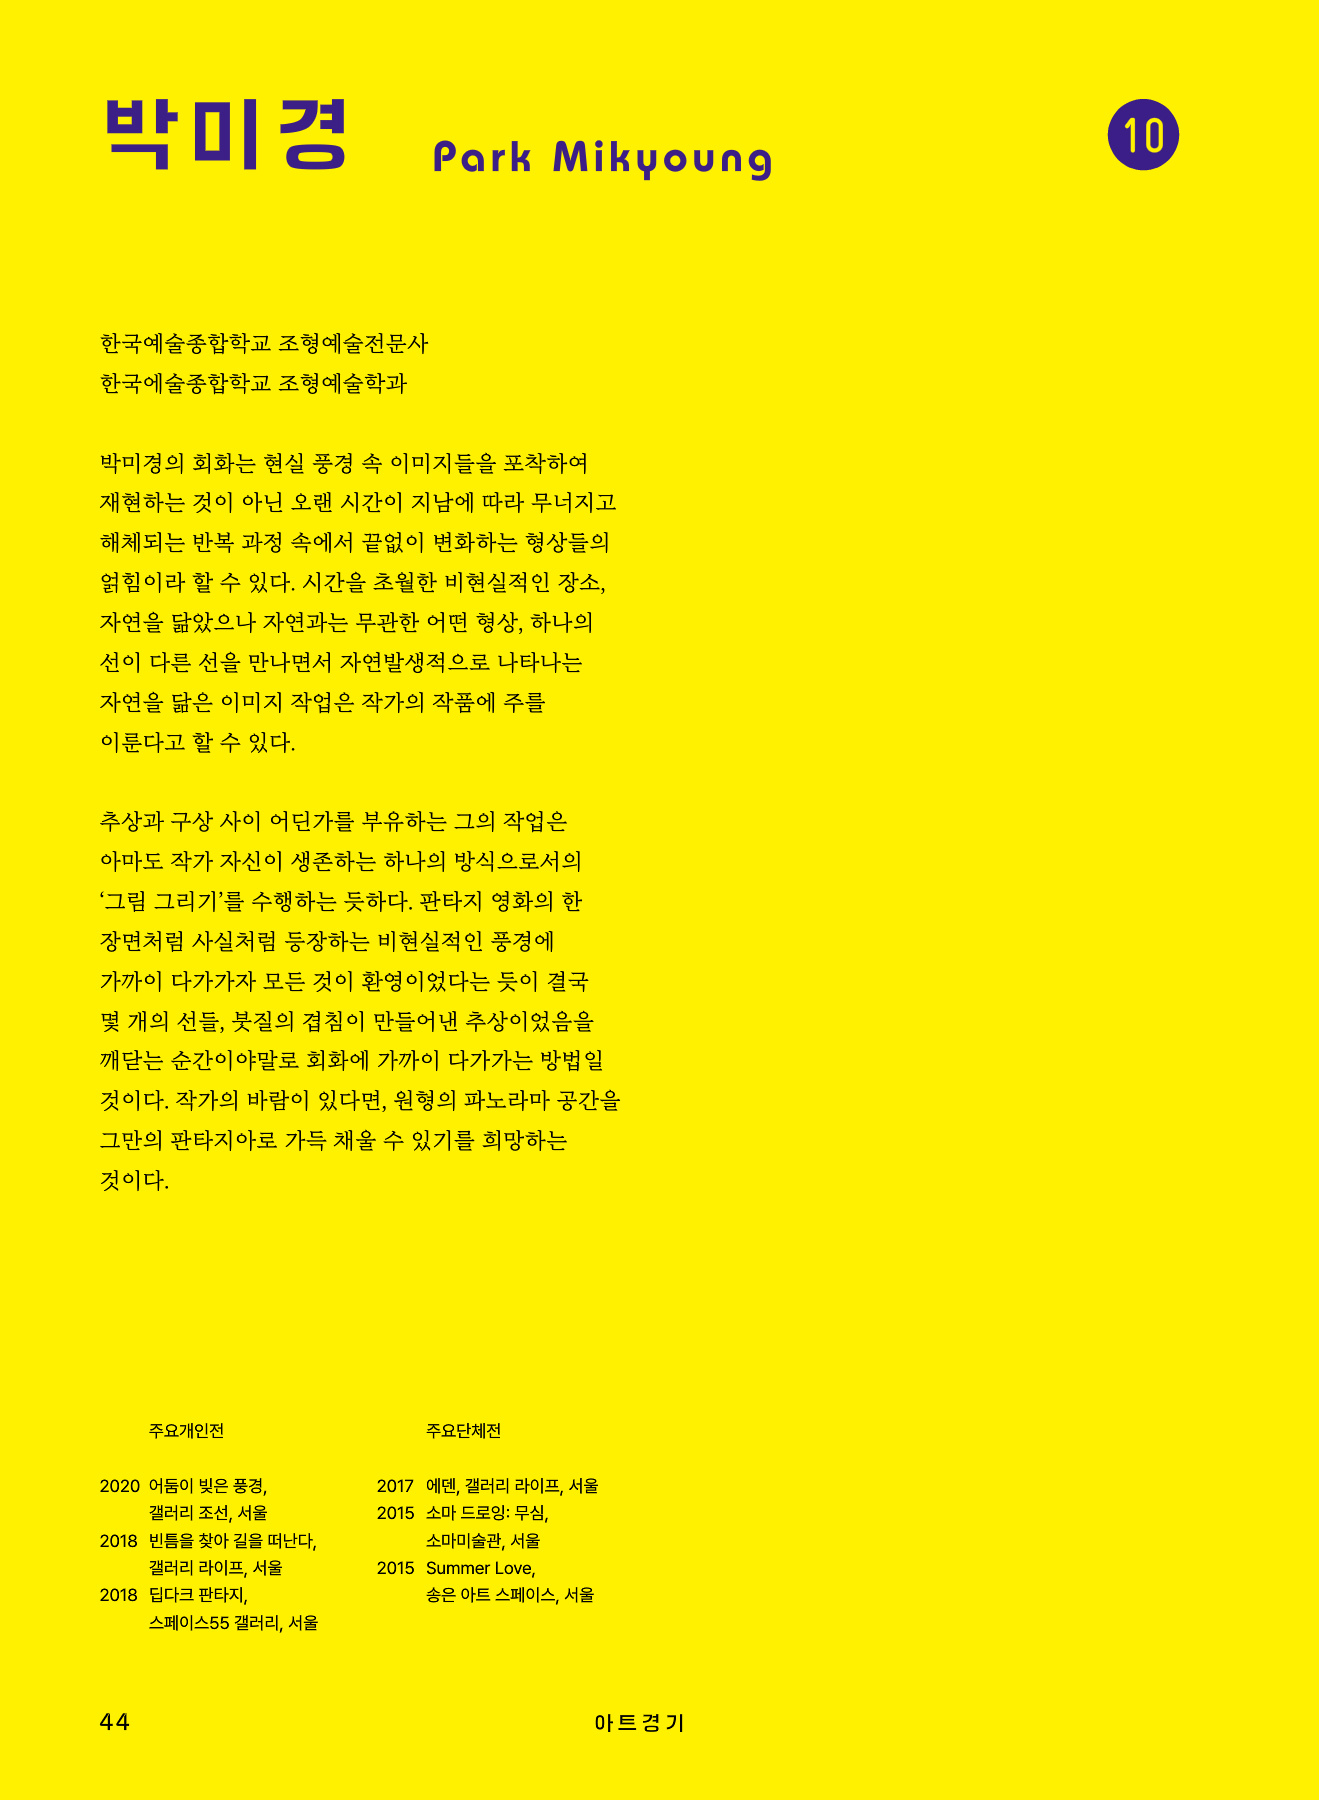 박미경
Park Mikyoung
10
한국예술종합학교 조형예술전문사
한국에술종합학교 조형예술학과
박미경의 회화는 현실 풍경 속 이미지들을 포착하여
재현하는 것이 아닌 오랜 시간이 지남에 따라 무너지고
해체되는 반복 과정 속에서 끝없이 변화하는 형상들의
얽힘이라 할 수 있다. 시간을 초월한 비현실적인 장소,
자연을 닮았으나 자연과는 무관한 어떤 형상, 하나의
선이 다른 선을 만나면서 자연발생적으로 나타나는
자연을 닮은 이미지 작업은 작가의 작품에 주를
이룬다고 할 수 있다.
추상과 구상 사이 어딘가를 부유하는 그의 작업은
아마도 작가 자신이 생존하는 하나의 방식으로서의
‘그림 그리기’를 수행하는 듯하다. 판타지 영화의 한
장면처럼 사실처럼 등장하는 비현실적인 풍경에
가까이 다가가자 모든 것이 환영이었다는 듯이 결국
몇 개의 선들, 붓질의 겹침이 만들어낸 추상이었음을
깨닫는 순간이야말로 회화에 가까이 다가가는 방법일
것이다. 작가의 바람이 있다면, 원형의 파노라마 공간을
그만의 판타지아로 가득 채울 수 있기를 희망하는
것이다.
주요개인전
2020 어둠이 빚은 풍경,
갤러리 조선, 서울
2018 빈틈을 찾아 길을 떠난다,
갤러리 라이프, 서울
2018 딥다크 판타지,
스페이스55 갤러리, 서울
주요단체전
2017 에덴, 갤러리 라이프, 서울
2015 소마 드로잉: 무심,
소마미술관, 서울
2015 Summer Love,
송은 아트 스페이스, 서울
44
아트경기